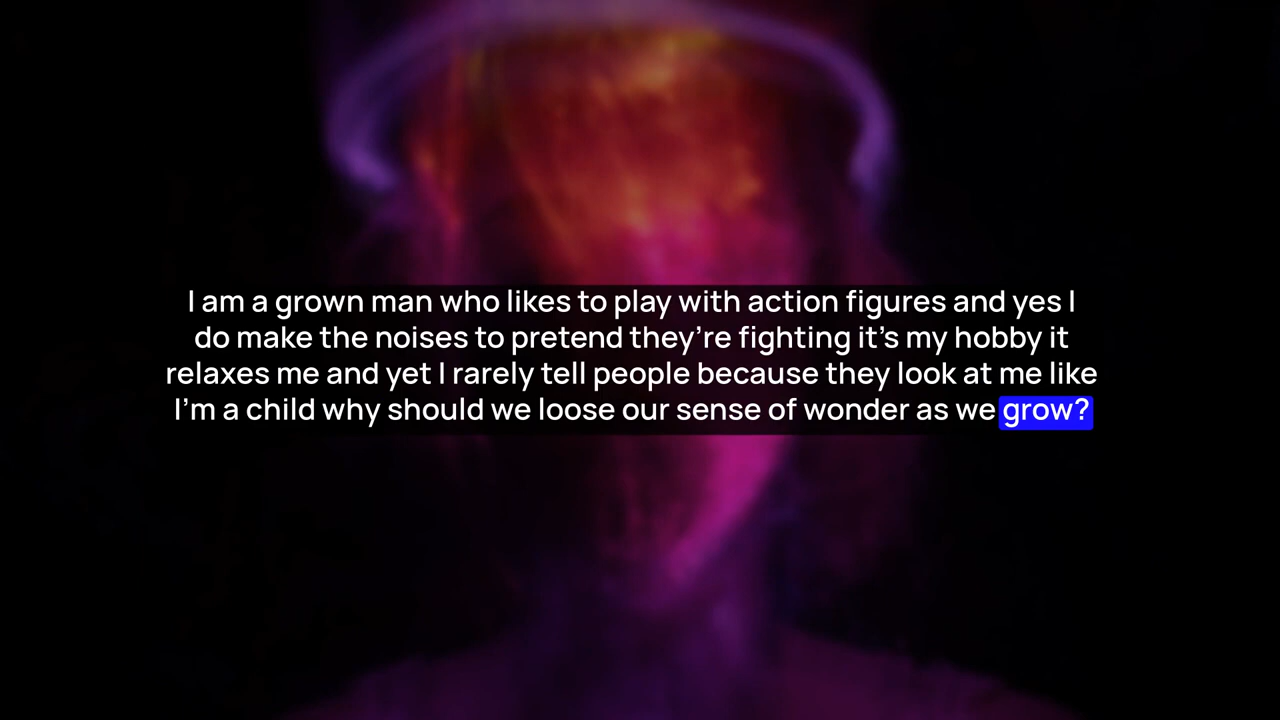 I am a grown man who likes to play with action figures and yes I
do make the noises to pretend they’re fighting it’s my hobby it
relaxes me and yet I rarely tell people because they look at me like
I’m a child why should we loose our sense of wonder as we grow?